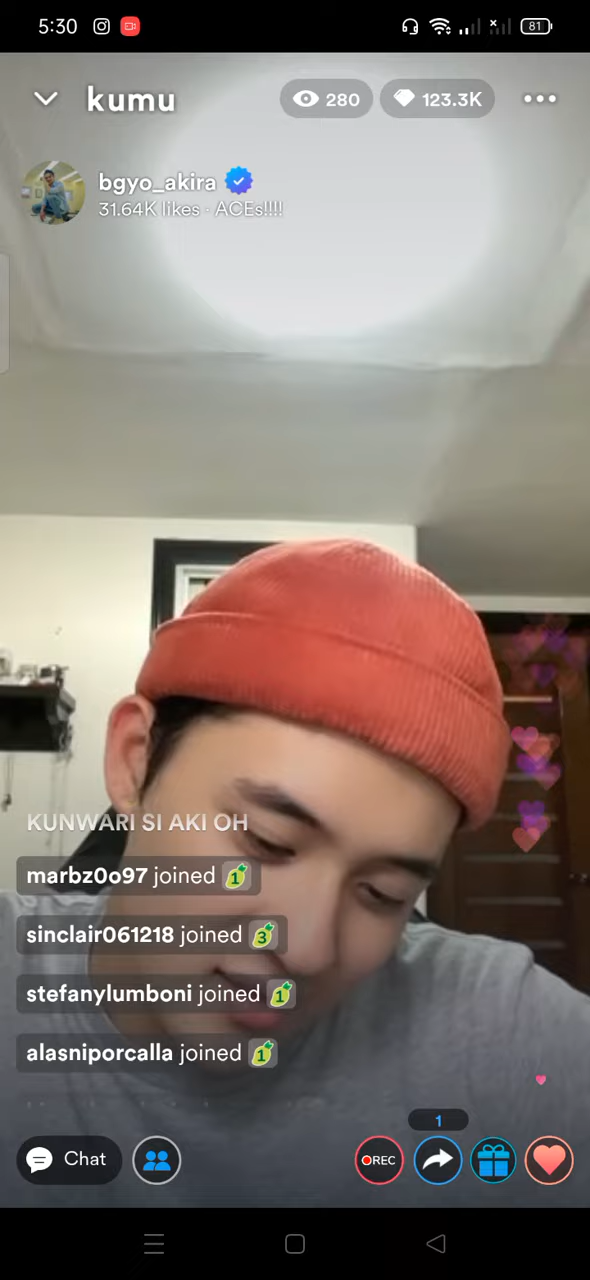 5:30
81
kumu
280
123.3K
bgyo_akira
31.64K likes · ACEs!!!!
KUNWARI SI AKI OH
marbz0o97 joined 1
sinclair061218 joined 3
stefanylumboni joined 1
alasniporcalla joined 1
1
Chat
REC